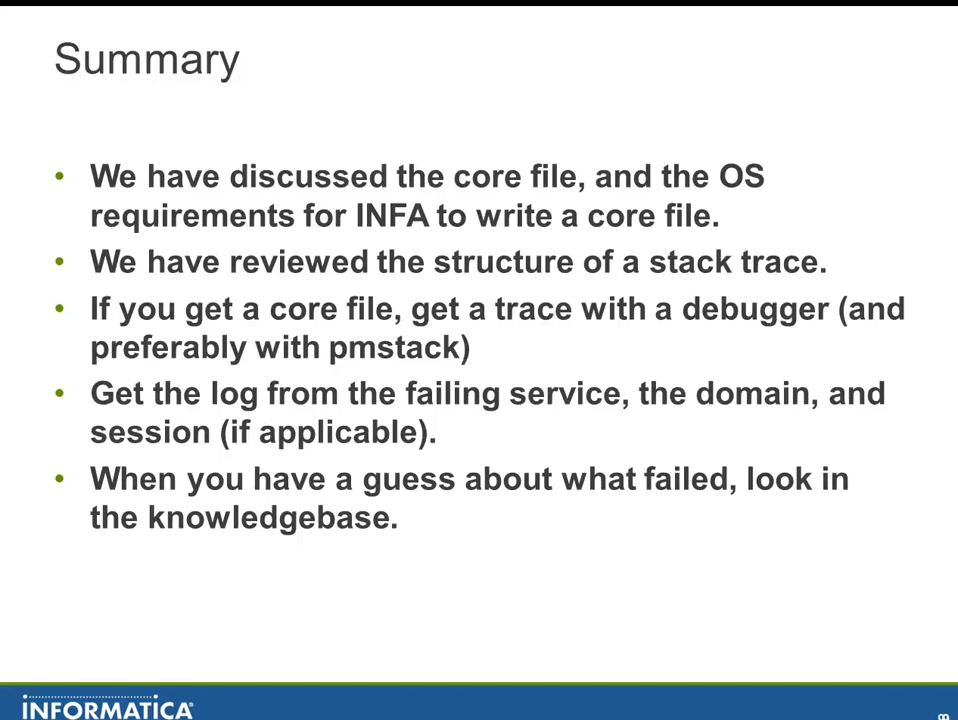 Summary
• We have discussed the core file, and the OS
requirements for INFA to write a core file.
• We have reviewed the structure of a stack trace.
• If you get a core file, get a trace with a debugger (and
preferably with pmstack)
• Get the log from the failing service, the domain, and
session (if applicable).
• When you have a guess about what failed, look in
the knowledgebase.
INFORMATICA®